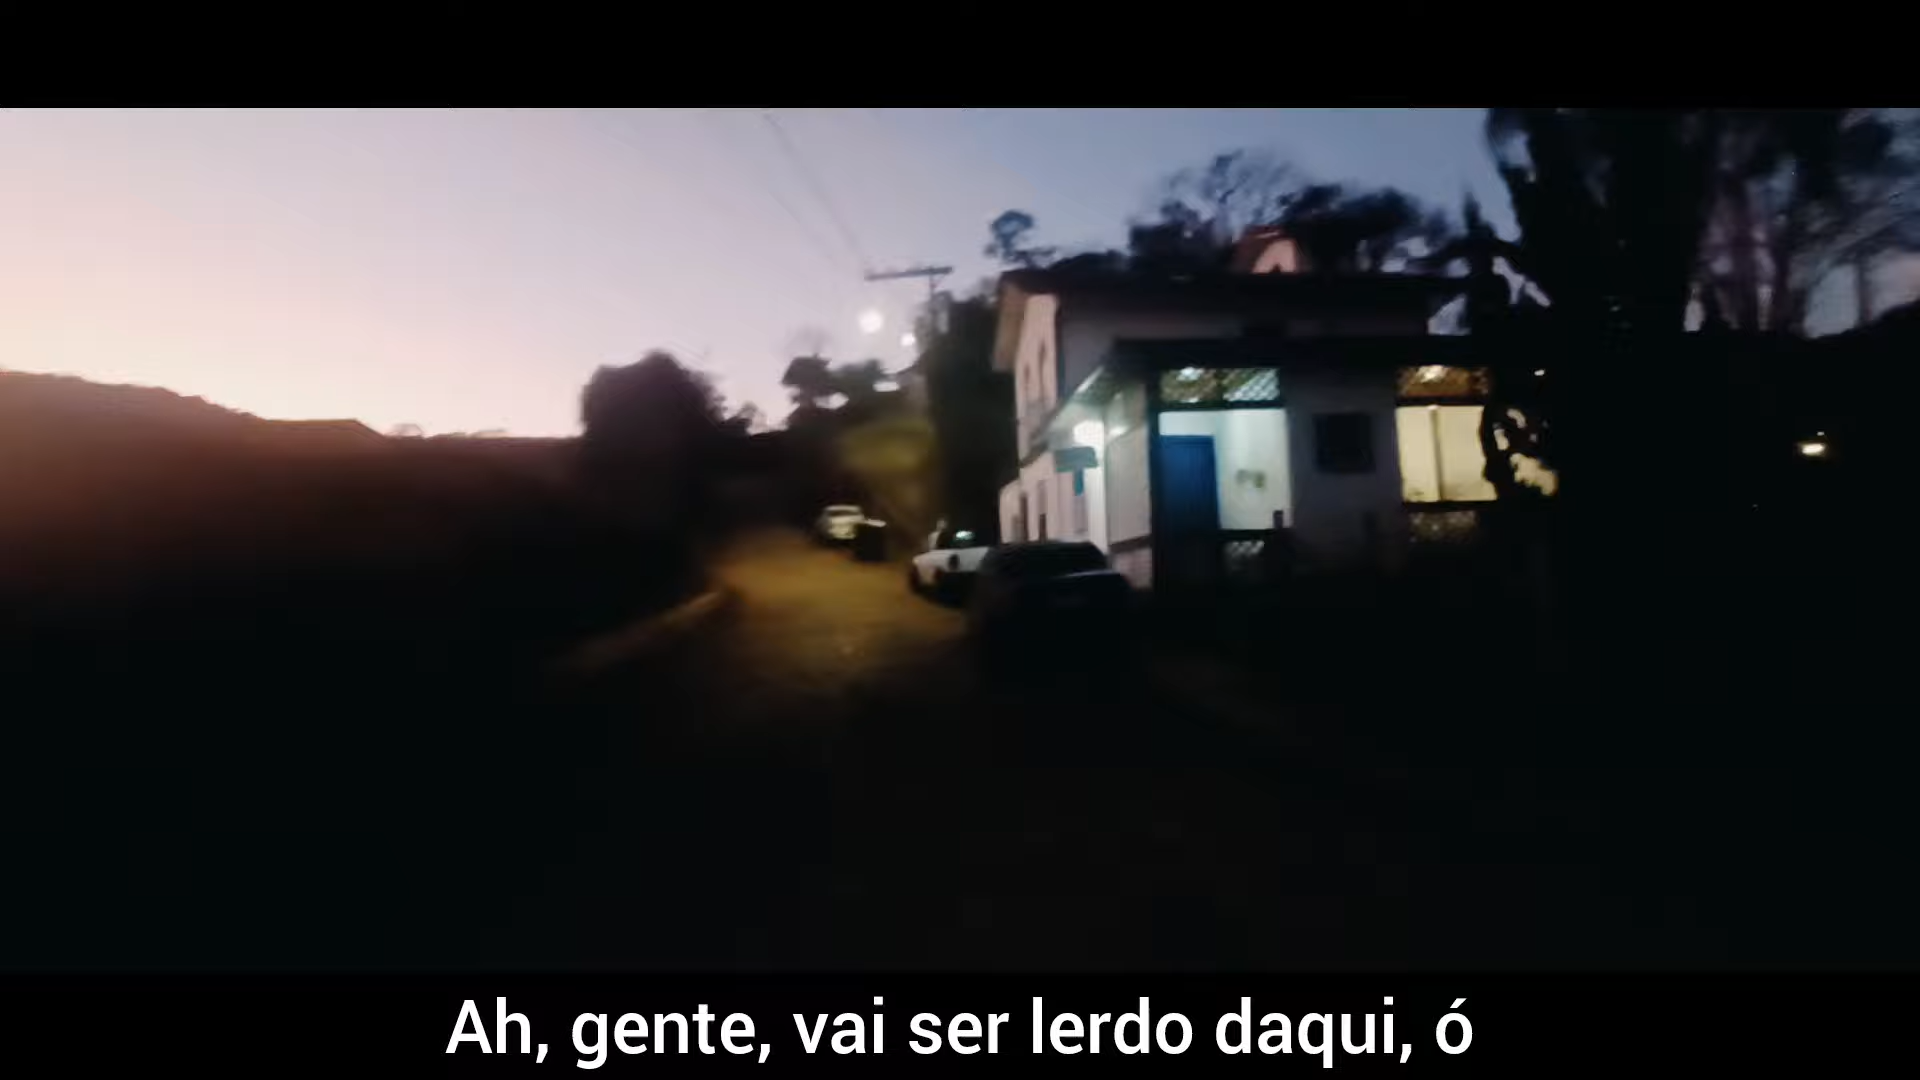 Ah, gente, vai ser lerdo daqui, ó